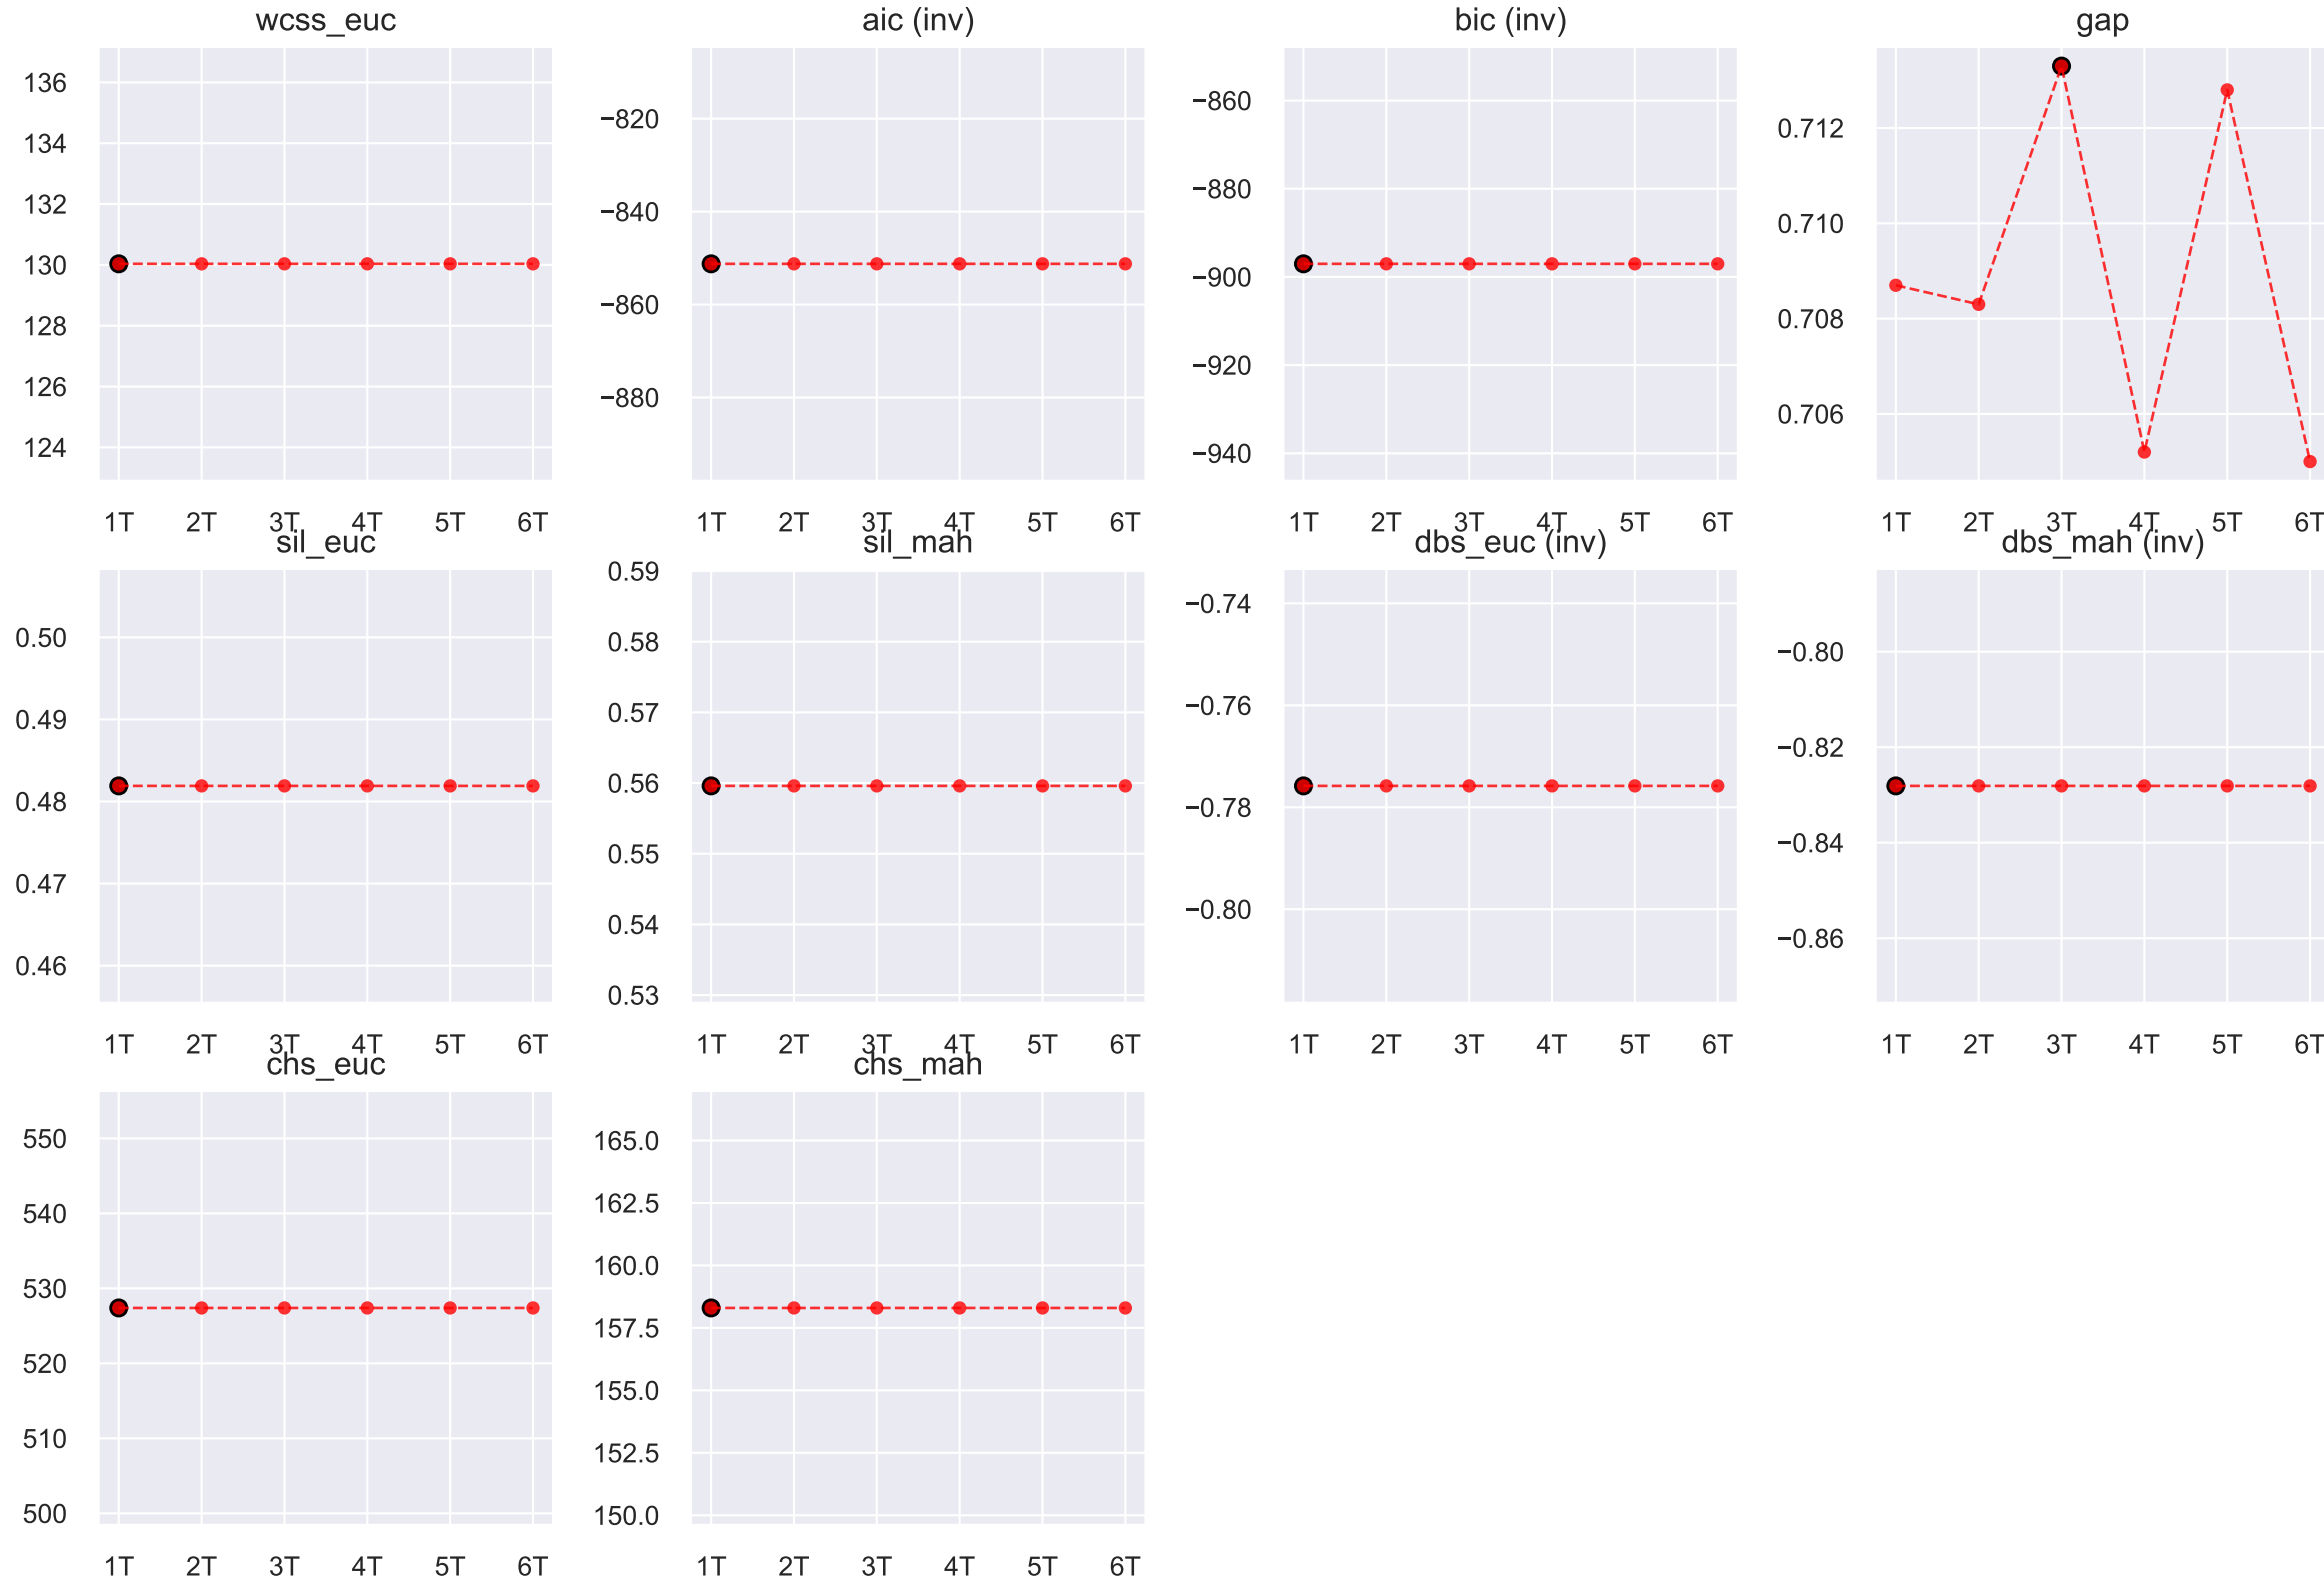 wcss_euc
136
134
132
130
128
126
124
1T 2T 3T 4T 5T 6T
aic (inv)
−820
−840
−860
−880
1T 2T 3T 4T 5T 6T
bic (inv)
−860
−880
−900
−920
−940
1T 2T 3T 4T 5T 6T
gap
0.712
0.710
0.708
0.706
1T 2T 3T 4T 5T 6T
sil_euc
0.50
0.49
0.48
0.47
0.46
1T 2T 3T 4T 5T 6T
sil_mah
0.59
0.58
0.57
0.56
0.55
0.54
0.53
1T 2T 3T 4T 5T 6T
dbs_euc (inv)
−0.74
−0.76
−0.78
−0.80
1T 2T 3T 4T 5T 6T
dbs_mah (inv)
−0.80
−0.82
−0.84
−0.86
1T 2T 3T 4T 5T 6T
chs_euc
550
540
530
520
510
500
1T 2T 3T 4T 5T 6T
chs_mah
165.0
162.5
160.0
157.5
155.0
152.5
150.0
1T 2T 3T 4T 5T 6T